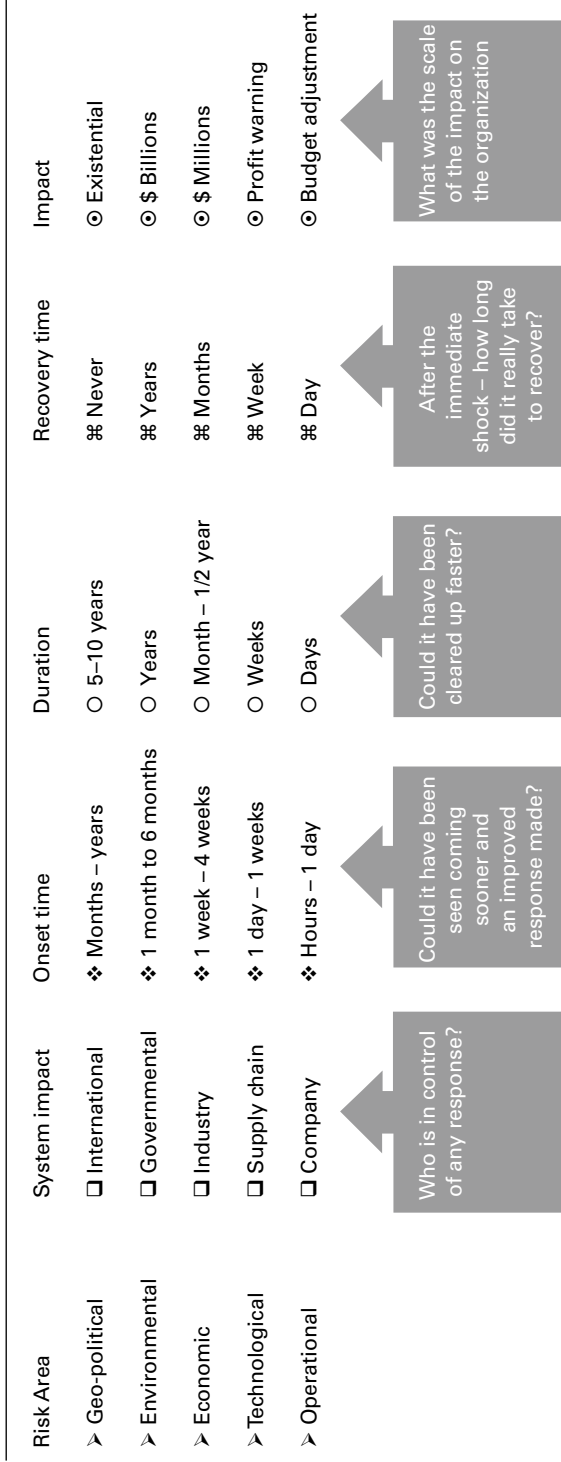 Risk Area System impact Onset time Duration Recovery time Impact
➢ Geo-political ❑ International ❖ Months – years ○ 5–10 years ⌘ Never ⊙ Existential
➢ Environmental ❑ Governmental ❖ 1 month to 6 months ○ Years ⌘ Years ⊙ $ Billions
➢ Economic ❑ Industry ❖ 1 week – 4 weeks ○ Month – 1/2 year ⌘ Months ⊙ $ Millions
➢ Technological ❑ Supply chain ❖ 1 day – 1 weeks ○ Weeks ⌘ Week ⊙ Profit warning
➢ Operational ❑ Company ❖ Hours – 1 day ○ Days ⌘ Day ⊙ Budget adjustment
Who is in control
of any response?
Could it have been
seen coming
sooner and
an improved
response made?
Could it have been
cleared up faster?
After the
immediate
shock – how long
did it really take
to recover?
What was the scale
of the impact on
the organization